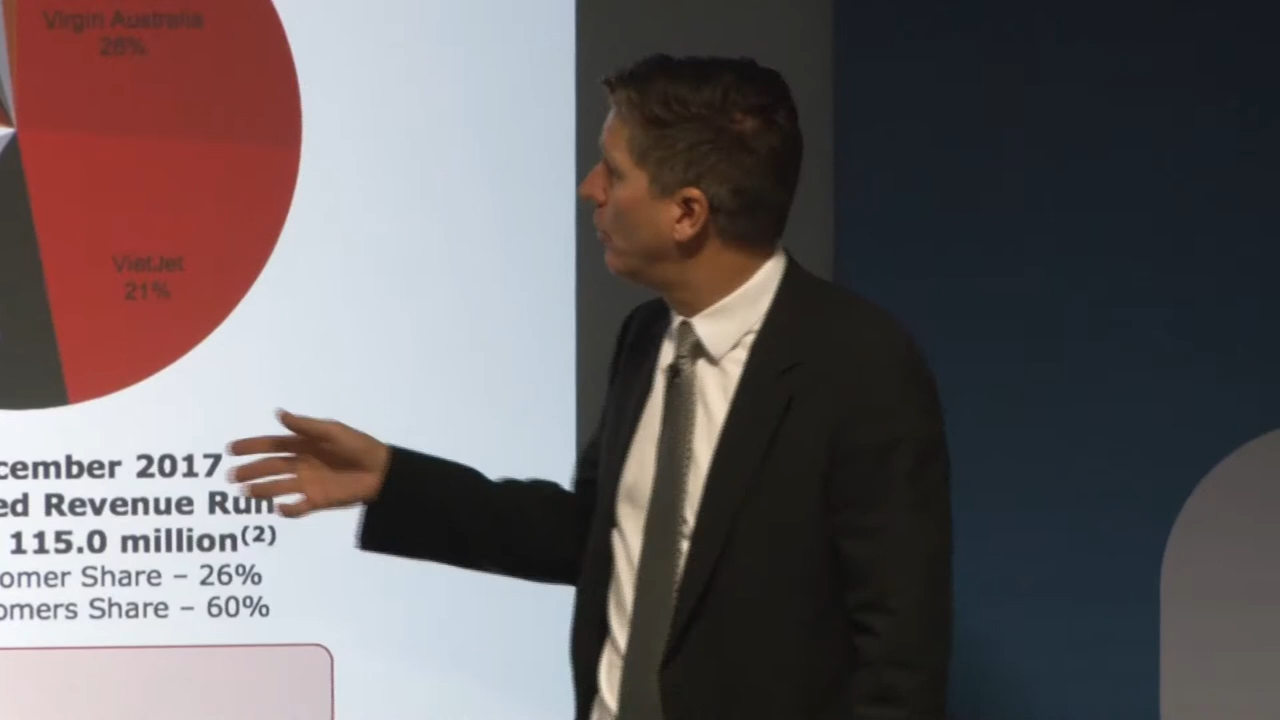 Virgin Australia
26%
VietJet
21%
cember 2017
ed Revenue Run
115.0 million(2)
omer Share – 26%
omers Share – 60%